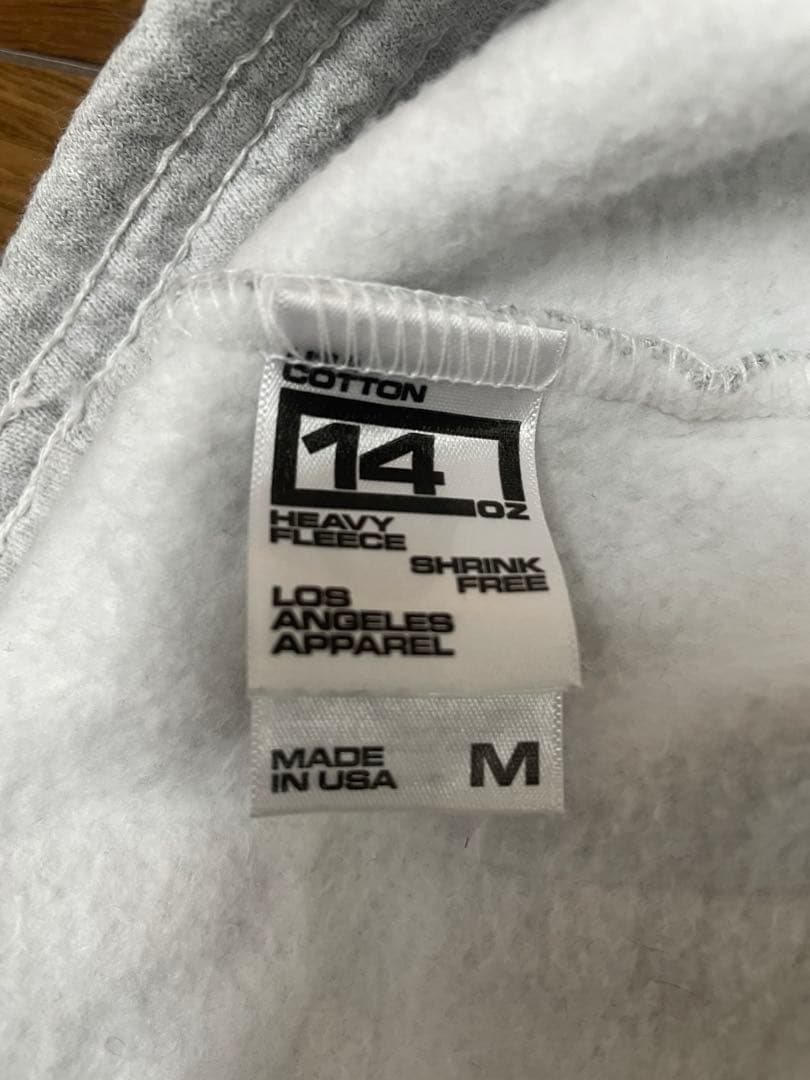 COTTON
14
OZ
HEAVY
FLEECE
SHRINK
FREE
LOS
ANGELES
APPAREL
MADE
IN USA
M